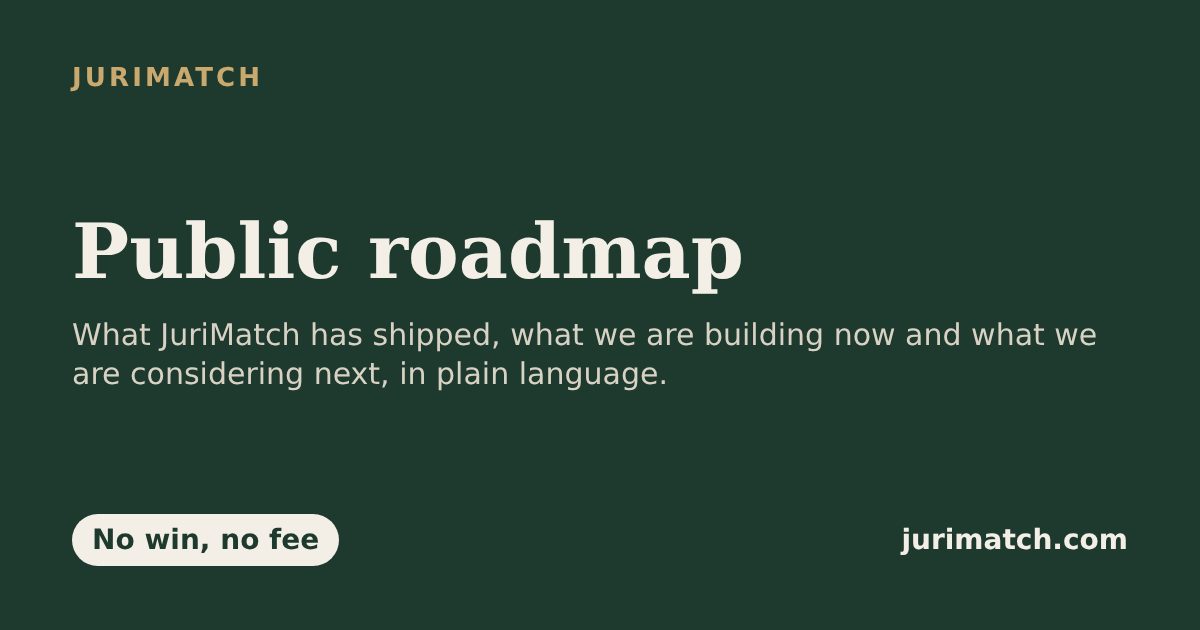 JURIMATCH
Public roadmap
What JuriMatch has shipped, what we are building now and what we
are considering next, in plain language.
No win, no fee
jurimatch.com